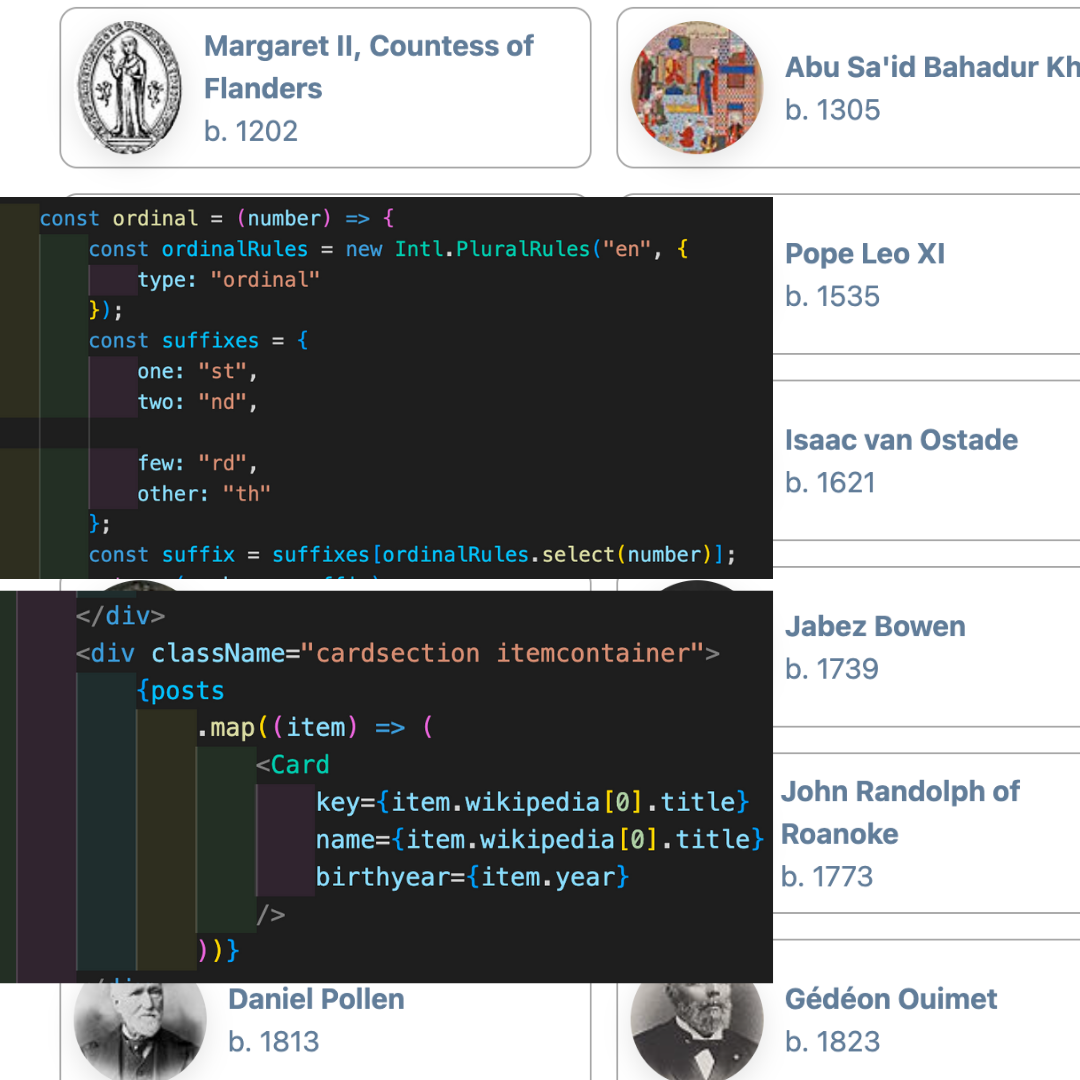 Margaret II, Countess of
Flanders
b. 1202
Abu Sa'id Bahadur Kh
b. 1305
const ordinal = (number) => {
const ordinalRules = new Intl.PluralRules("en", {
type: "ordinal"
});
const suffixes = {
one: "st",
two: "nd",
few: "rd",
other: "th"
};
const suffix = suffixes[ordinalRules.select(number)];
Pope Leo XI
b. 1535
Isaac van Ostade
b. 1621
</div>
<div className="cardsection itemcontainer">
{posts
.map((item) => (
<Card
key={item.wikipedia[0].title}
name={item.wikipedia[0].title}
birthyear={item.year}
/>
))}
Jabez Bowen
b. 1739
John Randolph of
Roanoke
b. 1773
Daniel Pollen
b. 1813
Gédéon Ouimet
b. 1823